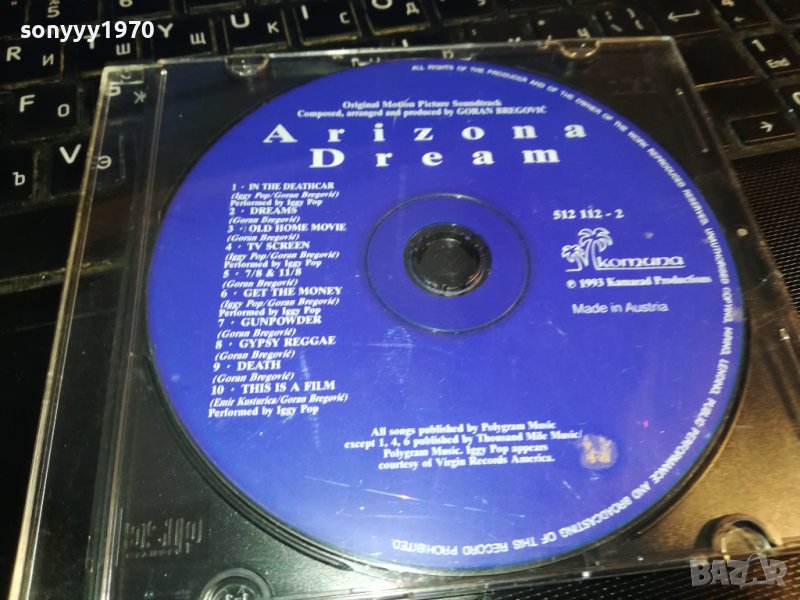 sonyyy1970
ALL RIGHTS OF THE PRODUCER AND OF THE OWNER OF THE WORK REPRODUCED RESERVED. UNAUTHORISED COPYING, HIRING, LENDING, PUBLIC PERFORMANCE AND BROADCASTING OF THIS RECORD PROHIBITED.
Original Motion Picture Soundtrack
Composed, arranged and produced by GORAN BREGOVIĆ
Arizona
Dream
1 · IN THE DEATHCAR
(Iggy Pop/Goran Bregović)
Performed by Iggy Pop
2 · DREAMS
(Goran Bregović)
3 · OLD HOME MOVIE
(Goran Bregović)
4 · TV SCREEN
(Iggy Pop/Goran Bregović)
Performed by Iggy Pop
5 · 7/8 & 11/8
(Goran Bregović)
6 · GET THE MONEY
(Iggy Pop/Goran Bregović)
Performed by Iggy Pop
7 · GUNPOWDER
(Goran Bregović)
8 · GYPSY REGGAE
(Goran Bregović)
9 · DEATH
(Goran Bregović)
10 · THIS IS A FILM
(Emir Kusturica/Goran Bregović)
Performed by Iggy Pop
512 112 - 2
komuna
℗ 1993 Kamarad Productions
Made in Austria
All songs published by Polygram Music
except 1, 4, 6 published by Thousand Mile Music/
Polygram Music. Iggy Pop appears
courtesy of Virgin Records America.
BAZAR